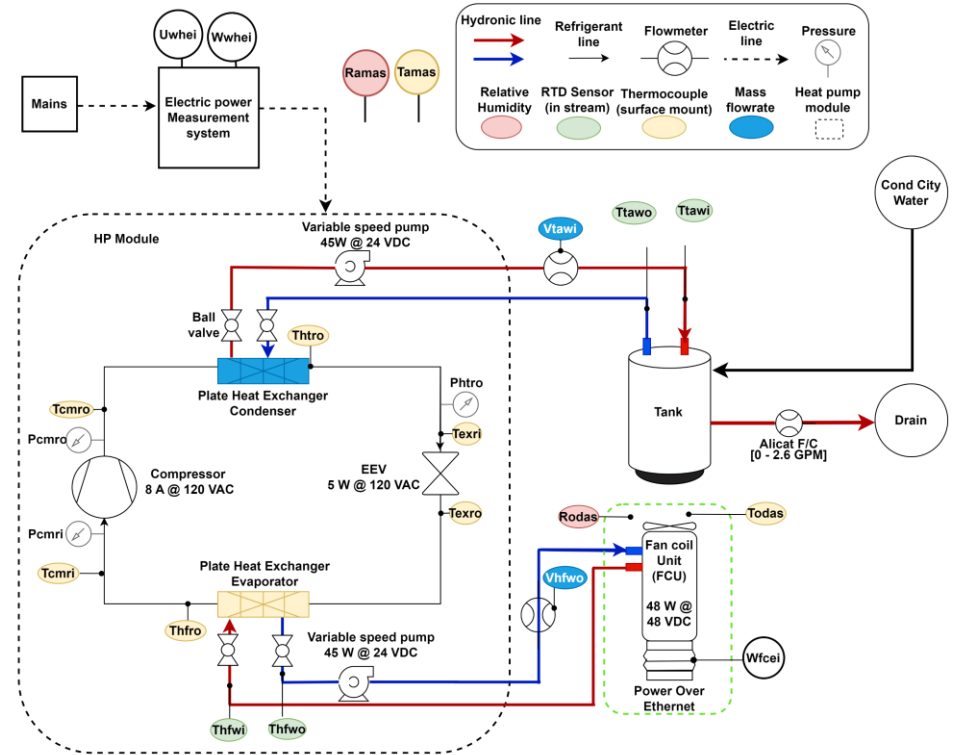 Uwhei
Wwhei
Mains
Electric power
Measurement
system
Ramas
Tamas
Hydronic line
Refrigerant
line
Flowmeter
Electric
line
Pressure
Relative
Humidity
RTD Sensor
(in stream)
Thermocouple
(surface mount)
Mass
flowrate
Heat pump
module
HP Module
Variable speed pump
45W @ 24 VDC
Vtawi
Ttawo
Ttawi
Cond City
Water
Ball
valve
Thtro
Plate Heat Exchanger
Condenser
Tcmro
Phtro
Pcmro
Texri
Tank
Alicat F/C
[0 - 2.6 GPM]
Drain
Compressor
8 A @ 120 VAC
EEV
5 W @ 120 VAC
Pcmri
Texro
Tcmri
Plate Heat Exchanger
Evaporator
Thfro
Variable speed pump
45 W @ 24 VDC
Thfwi
Thfwo
Vhfwo
Rodas
Todas
Fan coil
Unit
(FCU)
48 W @
48 VDC
Wfcei
Power Over
Ethernet